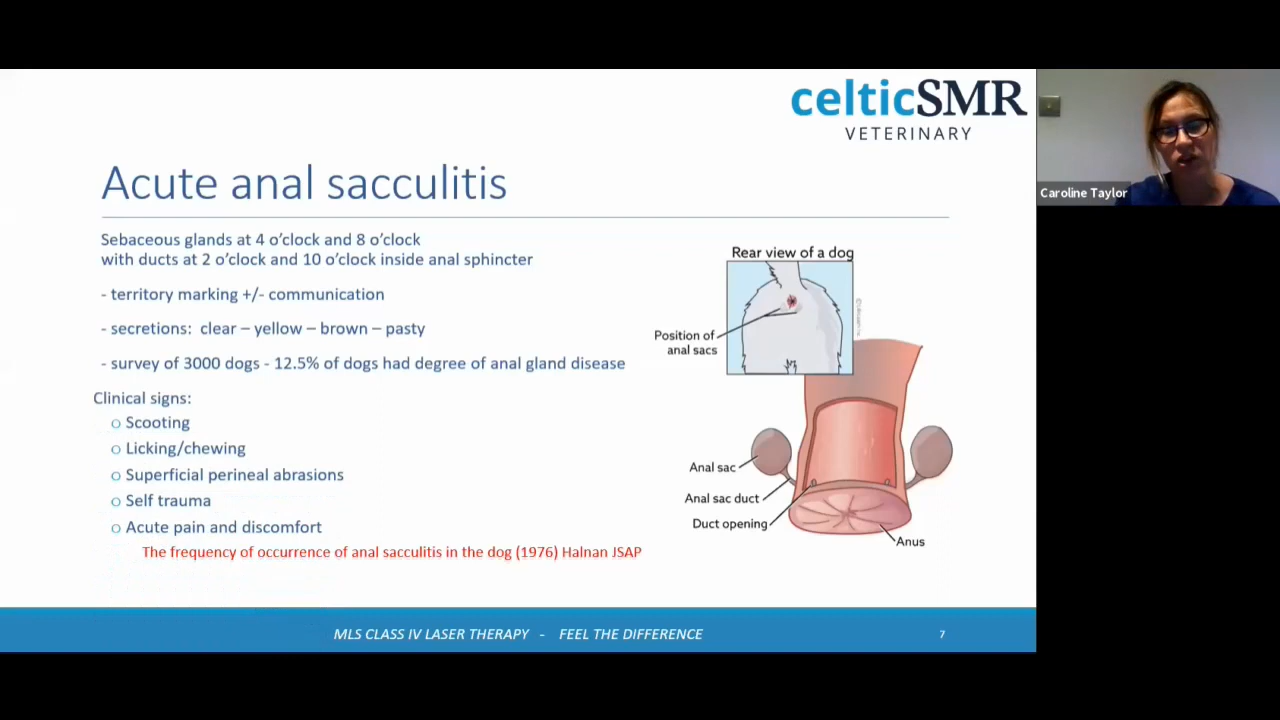 celticSMR
VETERINARY
Caroline Taylor
Acute anal sacculitis
Sebaceous glands at 4 o'clock and 8 o'clock
with ducts at 2 o'clock and 10 o'clock inside anal sphincter
- territory marking +/- communication
- secretions: clear – yellow – brown – pasty
- survey of 3000 dogs - 12.5% of dogs had degree of anal gland disease
Clinical signs:
o Scooting
o Licking/chewing
o Superficial perineal abrasions
o Self trauma
o Acute pain and discomfort
The frequency of occurrence of anal sacculitis in the dog (1976) Halnan JSAP
Rear view of a dog
Position of
anal sacs
Anal sac
Anal sac duct
Duct opening
Anus
MLS CLASS IV LASER THERAPY - FEEL THE DIFFERENCE
7